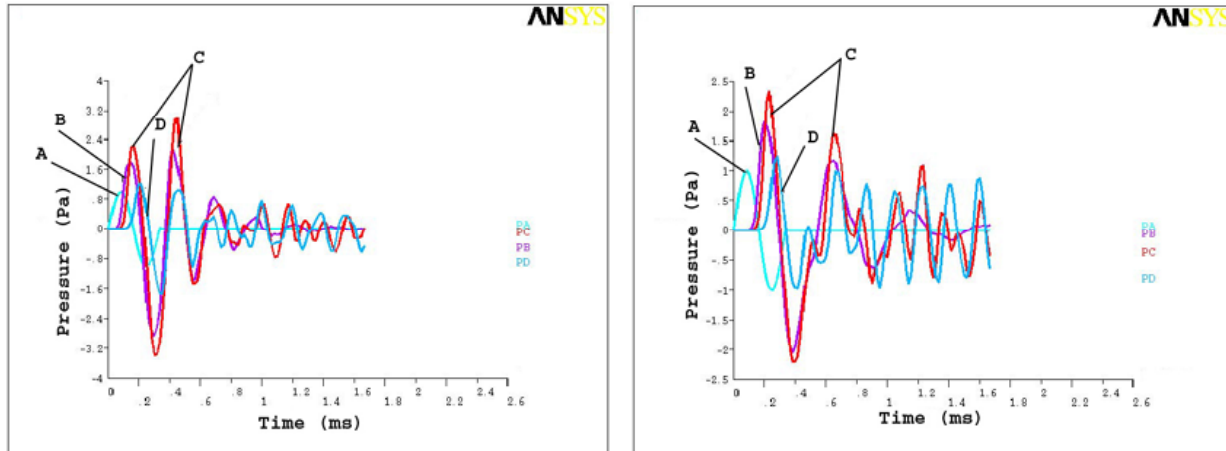 ANSYS
C
B
D
A
Pressure (Pa)
4
3.2
2.4
1.6
.8
0
-.8
-1.6
-2.4
-3.2
-4
PA
PC
PB
PD
0 .4 .8 1.2 1.6 2 2.4
.2 .6 1 1.4 1.8 2.2 2.6
Time (ms)
ANSYS
C
B
D
A
Pressure (Pa)
2.5
2
1.5
1
.5
0
-.5
-1
-1.5
-2
-2.5
PA
PB
PC
PD
0 .4 .8 1.2 1.6 2 2.4
.2 .6 1 1.4 1.8 2.2 2.6
Time (ms)